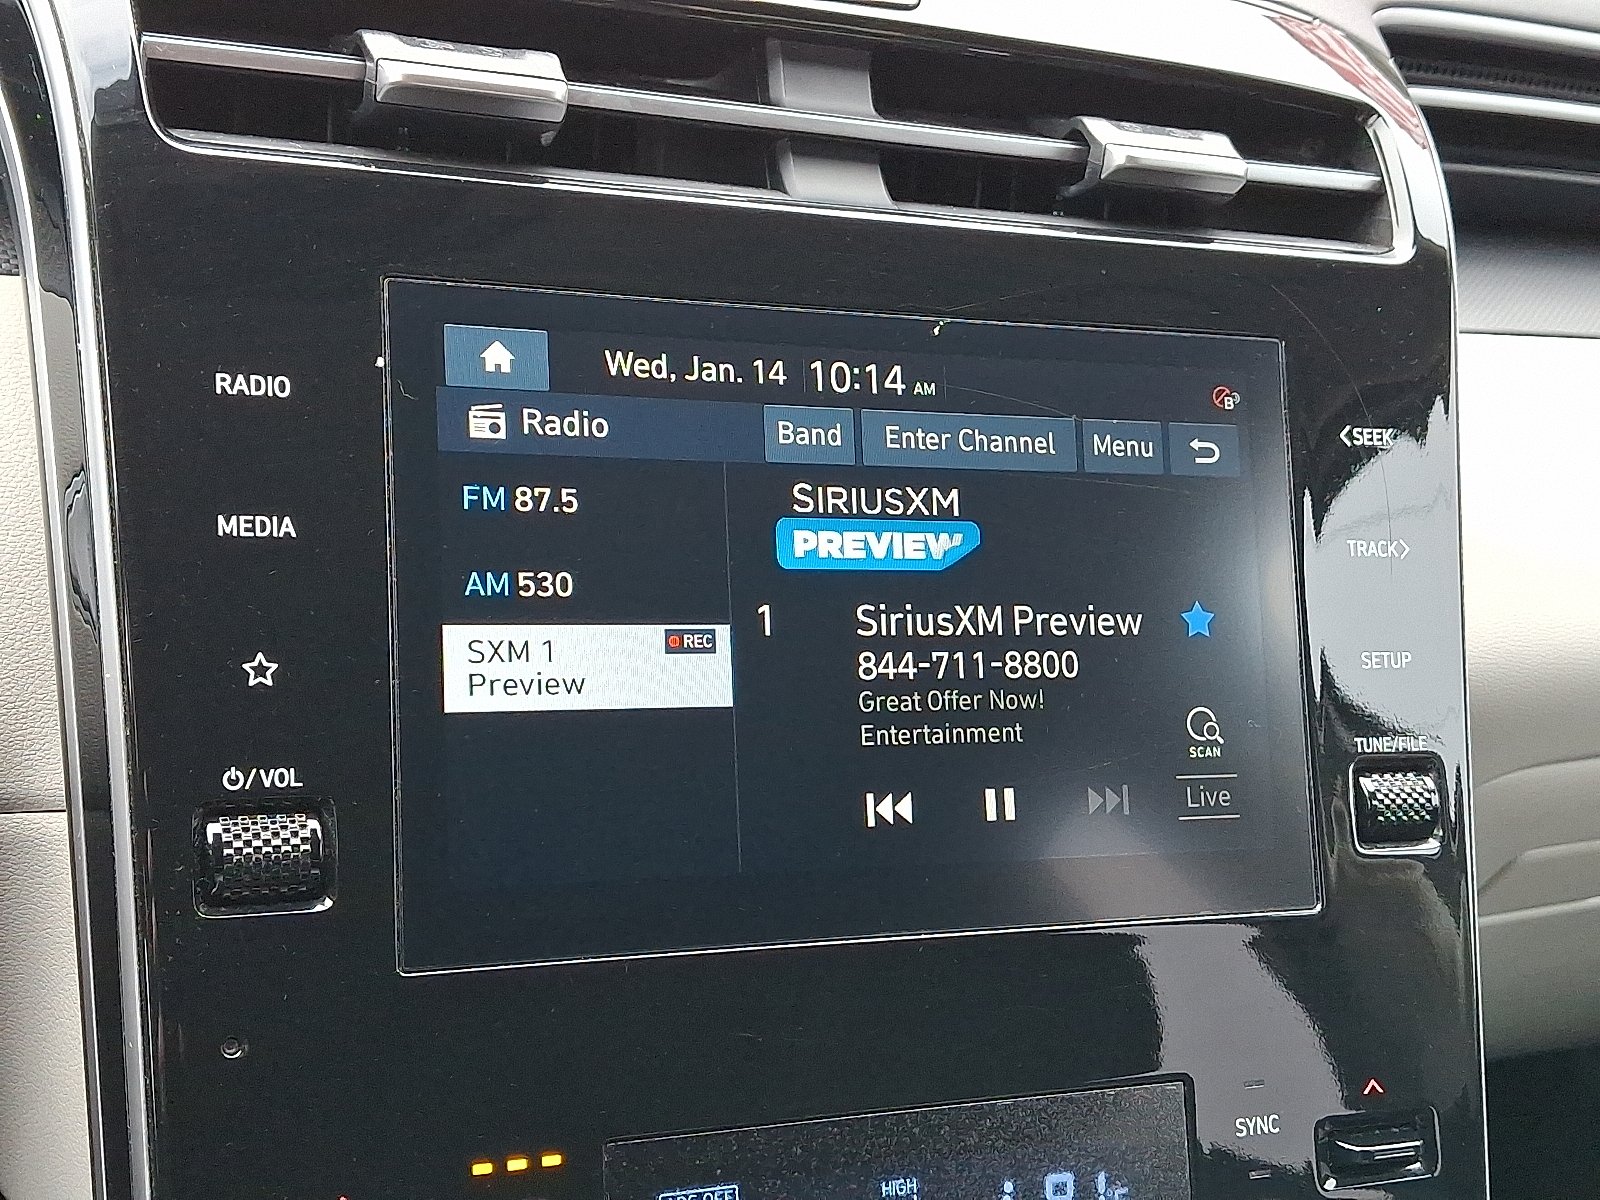 Wed, Jan. 14 10:14 AM
B
Radio
Band
Enter Channel
Menu
FM 87.5
AM 530
SXM 1
REC
Preview
SIRIUSXM
PREVIEW
1
SiriusXM Preview
844-711-8800
Great Offer Now!
Entertainment
SCAN
Live
RADIO
MEDIA
/ VOL
<SEEK
TRACK>
SETUP
TUNE/FILE
SYNC
HIGH